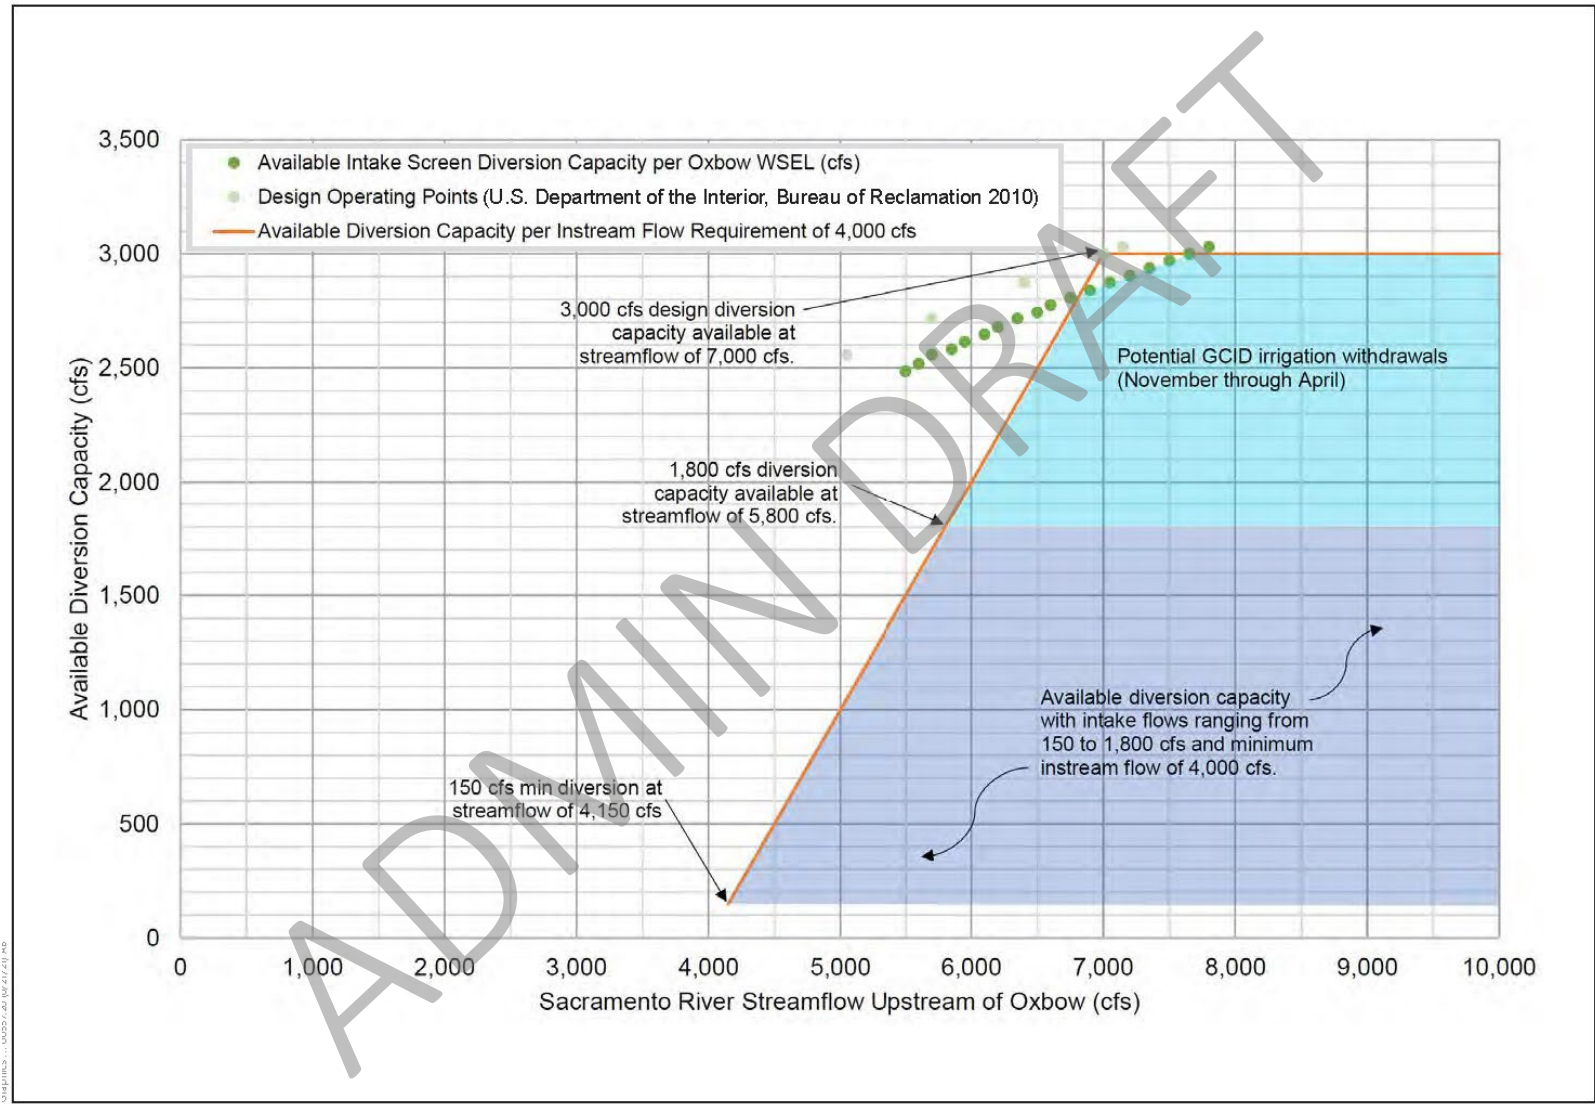 3,500
Available Intake Screen Diversion Capacity per Oxbow WSEL (cfs)
Design Operating Points (U.S. Department of the Interior, Bureau of Reclamation 2010)
Available Diversion Capacity per Instream Flow Requirement of 4,000 cfs
3,000
3,000 cfs design diversion
capacity available at
streamflow of 7,000 cfs.
Potential GCID irrigation withdrawals
(November through April)
2,500
1,800 cfs diversion
capacity available at
streamflow of 5,800 cfs.
2,000
Available Diversion Capacity (cfs)
1,500
Available diversion capacity
with intake flows ranging from
150 to 1,800 cfs and minimum
instream flow of 4,000 cfs.
1,000
150 cfs min diversion at
streamflow of 4,150 cfs
500
0
0 1,000 2,000 3,000 4,000 5,000 6,000 7,000 8,000 9,000 10,000
Sacramento River Streamflow Upstream of Oxbow (cfs)
ADMIN DRAFT